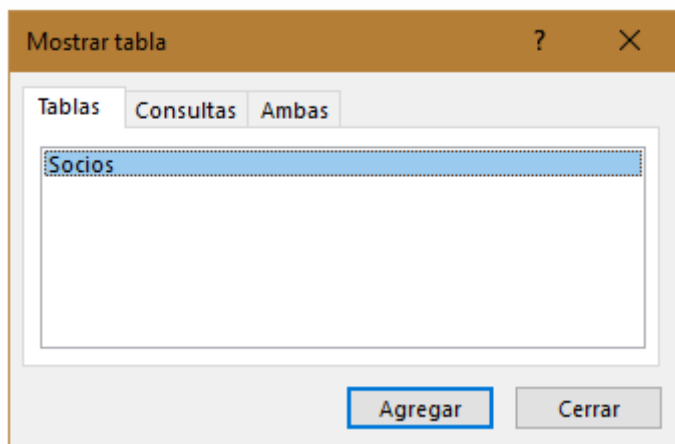 Mostrar tabla ? ×
Tablas Consultas Ambas
Socios
Agregar Cerrar